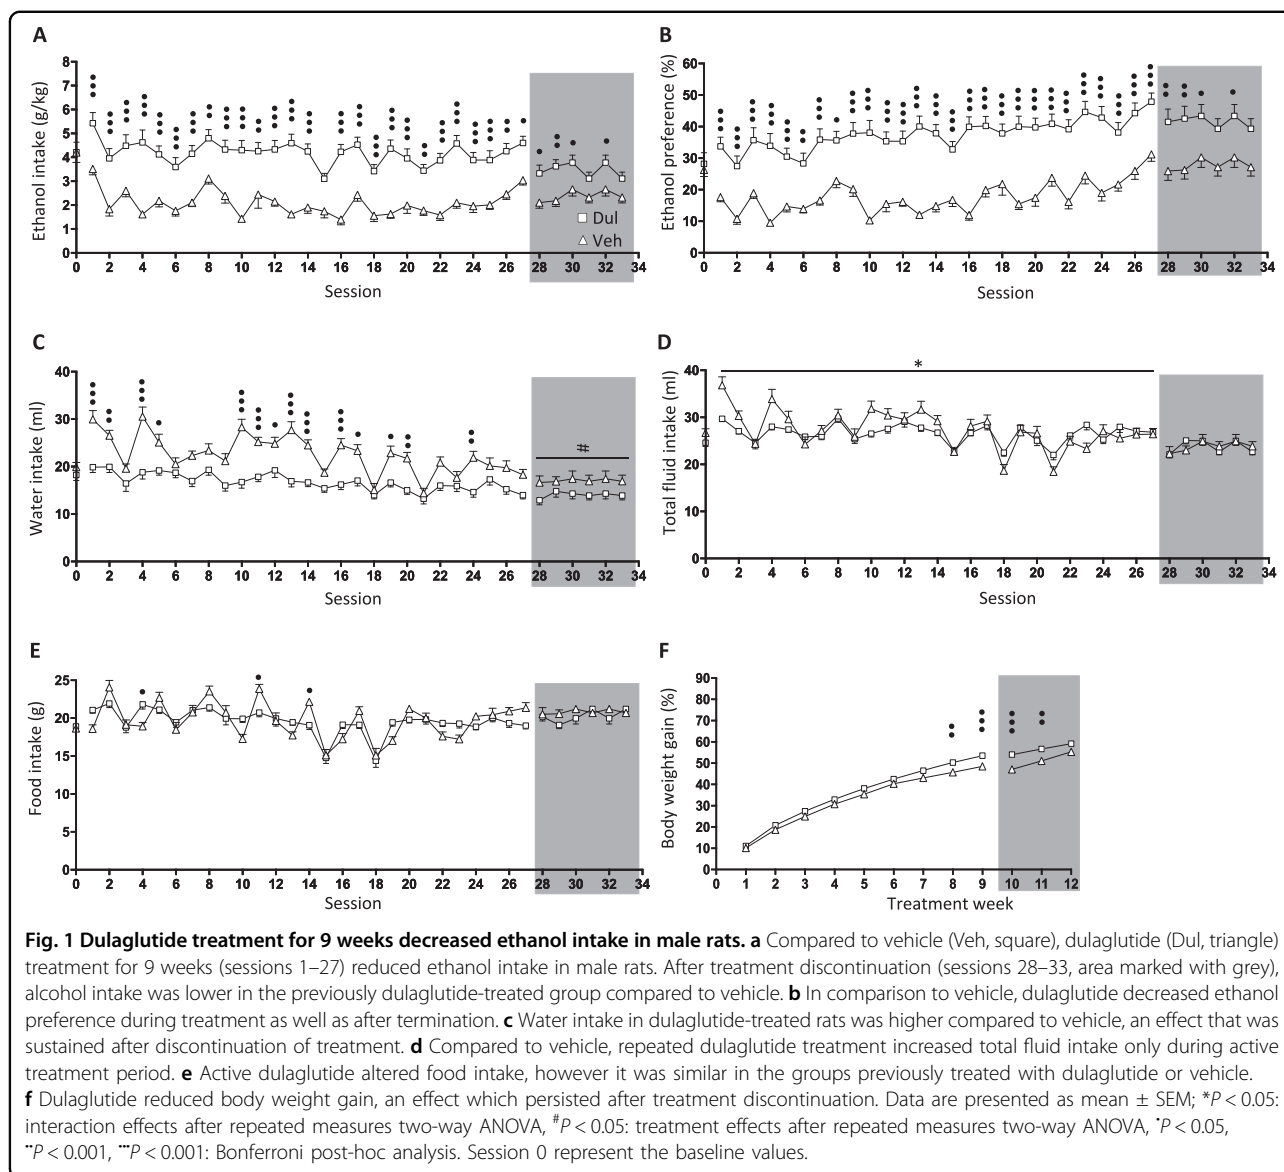 A
Ethanol intake (g/kg)
8
7
6
5
4
3
2
1
0
0 2 4 6 8 10 12 14 16 18 20 22 24 26 28 30 32 34
Session
Dul
Veh
B
Ethanol preference (%)
60
50
40
30
20
10
0
0 2 4 6 8 10 12 14 16 18 20 22 24 26 28 30 32 34
Session
C
Water intake (ml)
40
30
20
10
0
#
0 2 4 6 8 10 12 14 16 18 20 22 24 26 28 30 32 34
Session
D
Total fluid intake (ml)
40
30
20
10
0
*
0 2 4 6 8 10 12 14 16 18 20 22 24 26 28 30 32 34
Session
E
Food intake (g)
25
20
15
10
5
0
0 2 4 6 8 10 12 14 16 18 20 22 24 26 28 30 32 34
Session
F
Body weight gain (%)
90
80
70
60
50
40
30
20
10
0
0 1 2 3 4 5 6 7 8 9 10 11 12
Treatment week
Fig. 1 Dulaglutide treatment for 9 weeks decreased ethanol intake in male rats. a Compared to vehicle (Veh, square), dulaglutide (Dul, triangle)
treatment for 9 weeks (sessions 1–27) reduced ethanol intake in male rats. After treatment discontinuation (sessions 28–33, area marked with grey),
alcohol intake was lower in the previously dulaglutide-treated group compared to vehicle. b In comparison to vehicle, dulaglutide decreased ethanol
preference during treatment as well as after termination. c Water intake in dulaglutide-treated rats was higher compared to vehicle, an effect that was
sustained after discontinuation of treatment. d Compared to vehicle, repeated dulaglutide treatment increased total fluid intake only during active
treatment period. e Active dulaglutide altered food intake, however it was similar in the groups previously treated with dulaglutide or vehicle.
f Dulaglutide reduced body weight gain, an effect which persisted after treatment discontinuation. Data are presented as mean ± SEM; *P < 0.05:
interaction effects after repeated measures two-way ANOVA, #P < 0.05: treatment effects after repeated measures two-way ANOVA, •P < 0.05,
••P < 0.001, •••P < 0.001: Bonferroni post-hoc analysis. Session 0 represent the baseline values.